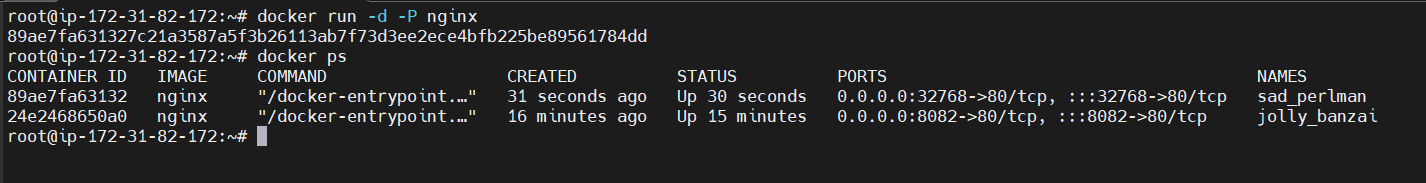 root@ip-172-31-82-172:~# docker run -d -P nginx
89ae7fa631327c21a3587a5f3b26113ab7f73d3ee2ece4bfb225be89561784dd
root@ip-172-31-82-172:~# docker ps
CONTAINER ID   IMAGE     COMMAND                  CREATED          STATUS          PORTS                                     NAMES
89ae7fa63132   nginx     "/docker-entrypoint.…"   31 seconds ago   Up 30 seconds   0.0.0.0:32768->80/tcp, :::32768->80/tcp   sad_perlman
24e2468650a0   nginx     "/docker-entrypoint.…"   16 minutes ago   Up 15 minutes   0.0.0.0:8082->80/tcp, :::8082->80/tcp     jolly_banzai
root@ip-172-31-82-172:~#